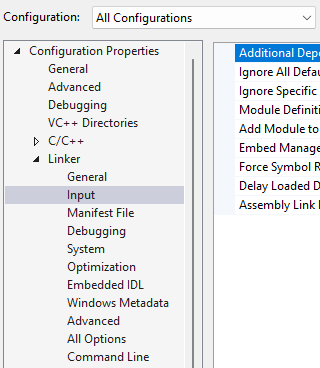 Configuration: All Configurations
Configuration Properties
General
Advanced
Debugging
VC++ Directories
C/C++
Linker
General
Input
Manifest File
Debugging
System
Optimization
Embedded IDL
Windows Metadata
Advanced
All Options
Command Line
Additional Depe
Ignore All Defau
Ignore Specific
Module Definiti
Add Module to
Embed Manage
Force Symbol R
Delay Loaded D
Assembly Link I